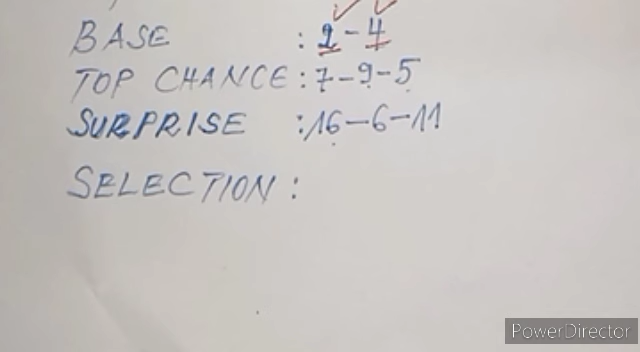 BASE : 2-4
TOP CHANCE : 7-9-5
SURPRISE : 16-6-11
SELECTION :
PowerDirector